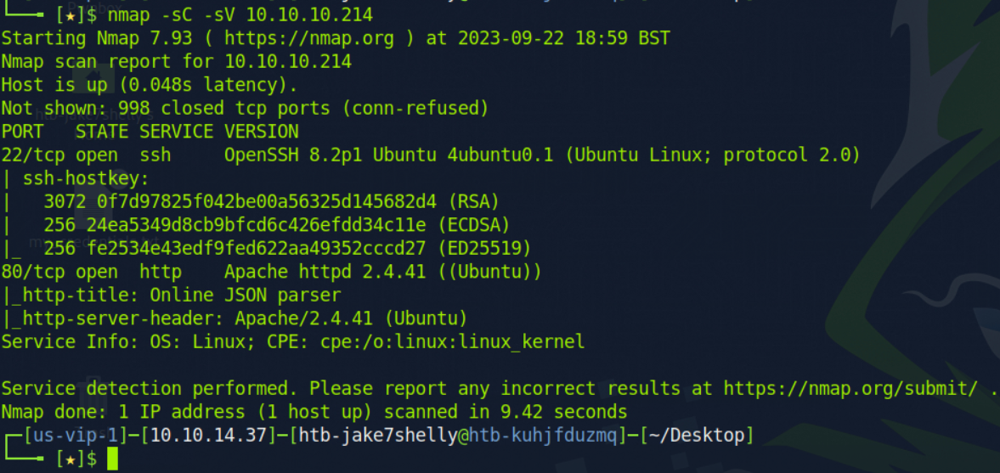 └──╼ [★]$ nmap -sC -sV 10.10.10.214
Starting Nmap 7.93 ( https://nmap.org ) at 2023-09-22 18:59 BST
Nmap scan report for 10.10.10.214
Host is up (0.048s latency).
Not shown: 998 closed tcp ports (conn-refused)
PORT   STATE SERVICE VERSION
22/tcp open  ssh     OpenSSH 8.2p1 Ubuntu 4ubuntu0.1 (Ubuntu Linux; protocol 2.0)
| ssh-hostkey:
|   3072 0f7d97825f042be00a56325d145682d4 (RSA)
|   256 24ea5349d8cb9bfcd6c426efdd34c11e (ECDSA)
|_  256 fe2534e43edf9fed622aa49352cccd27 (ED25519)
80/tcp open  http    Apache httpd 2.4.41 ((Ubuntu))
|_http-title: Online JSON parser
|_http-server-header: Apache/2.4.41 (Ubuntu)
Service Info: OS: Linux; CPE: cpe:/o:linux:linux_kernel
Service detection performed. Please report any incorrect results at https://nmap.org/submit/ .
Nmap done: 1 IP address (1 host up) scanned in 9.42 seconds
┌─[us-vip-1]─[10.10.14.37]─[htb-jake7shelly@htb-kuhjfduzmq]─[~/Desktop]
└──╼ [★]$